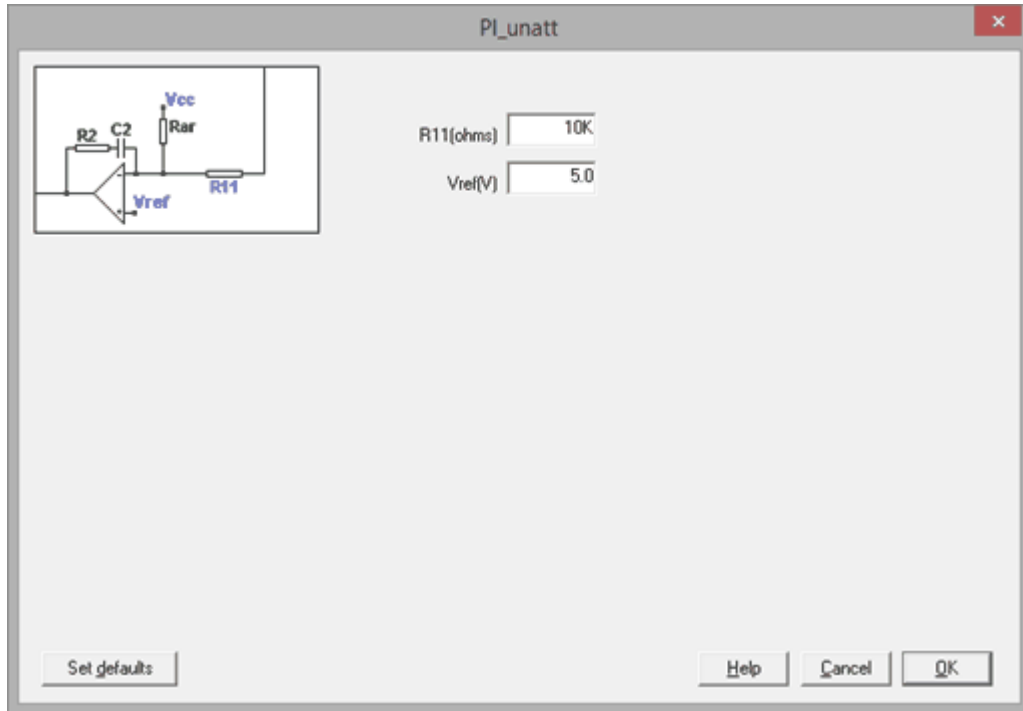 PI_unatt
Vcc
R2 C2 Rar
R11
Vref
R11(ohms) 10K
Vref(V) 5.0
Set defaults Help Cancel OK